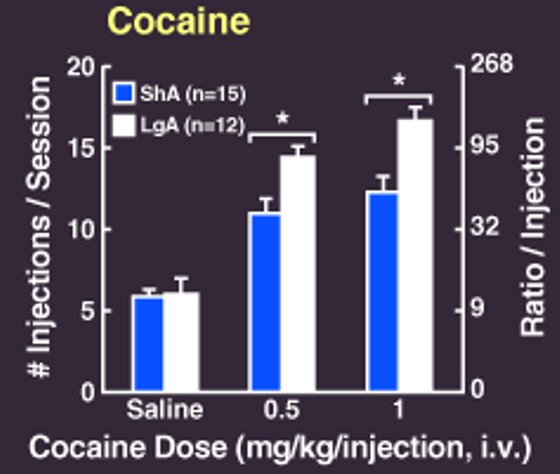 Cocaine
20
15
10
5
0
# Injections / Session
ShA (n=15)
LgA (n=12)
*
*
268
95
32
9
0
Ratio / Injection
Saline 0.5 1
Cocaine Dose (mg/kg/injection, i.v.)